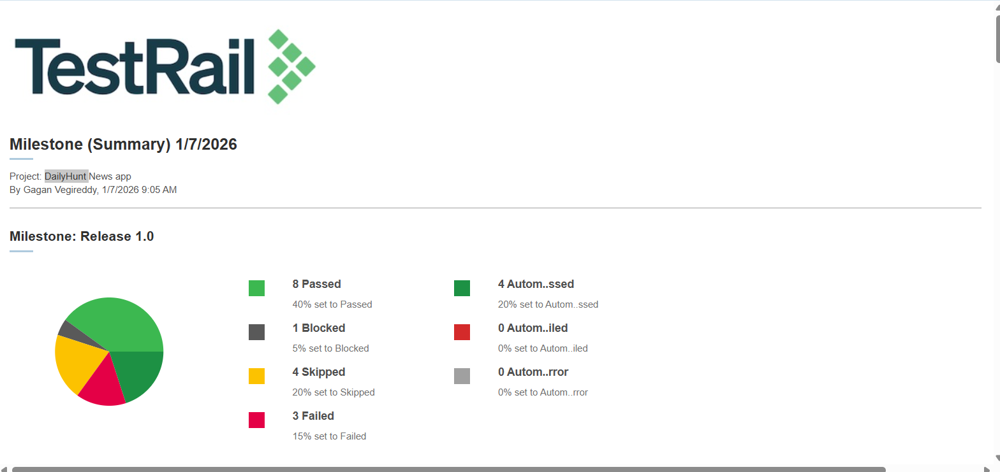 TestRail
Milestone (Summary) 1/7/2026
Project: DailyHunt News app
By Gagan Vegireddy, 1/7/2026 9:05 AM
Milestone: Release 1.0
8 Passed
40% set to Passed
1 Blocked
5% set to Blocked
4 Skipped
20% set to Skipped
3 Failed
15% set to Failed
4 Autom..ssed
20% set to Autom..ssed
0 Autom..iled
0% set to Autom..iled
0 Autom..rror
0% set to Autom..rror